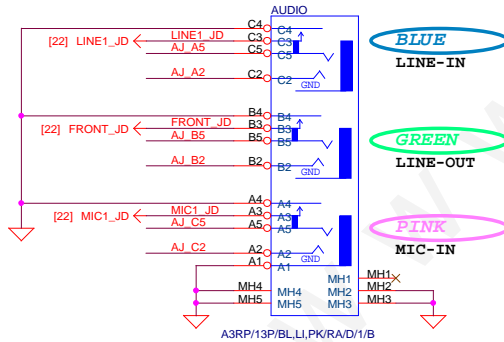 AUDIO
C4 C4
LINE1_JD C3 C3
[22] LINE1_JD
AJ_A5 C5 C5
AJ_A2 C2 C2
GND
BLUE
LINE-IN
B4 B4
FRONT_JD B3 B3
[22] FRONT_JD
AJ_B5 B5 B5
AJ_B2 B2 B2
GND
GREEN
LINE-OUT
A4 A4
MIC1_JD A3 A3
[22] MIC1_JD
AJ_C5 A5 A5
AJ_C2 A2 A2
GND
A1 A1
PINK
MIC-IN
MH1 MH1
MH4 MH4 MH2 MH2
MH5 MH5 MH3 MH3
A3RP/13P/BL,LI,PK/RA/D/1/B